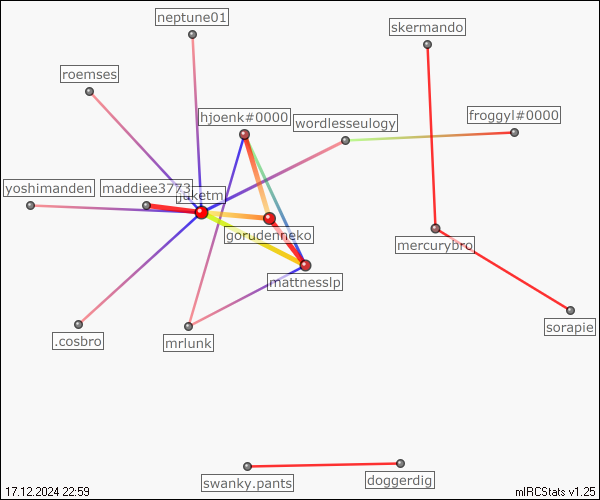 neptune01
skermando
roemses
hjoenk#0000
wordlesseulogy
froggyl#0000
yoshimanden
maddiee3773
juketm
gorudenneko
mercurybro
mattnesslp
.cosbro
mrlunk
sorapie
swanky.pants
doggerdig
17.12.2024 22:59
mIRCStats v1.25